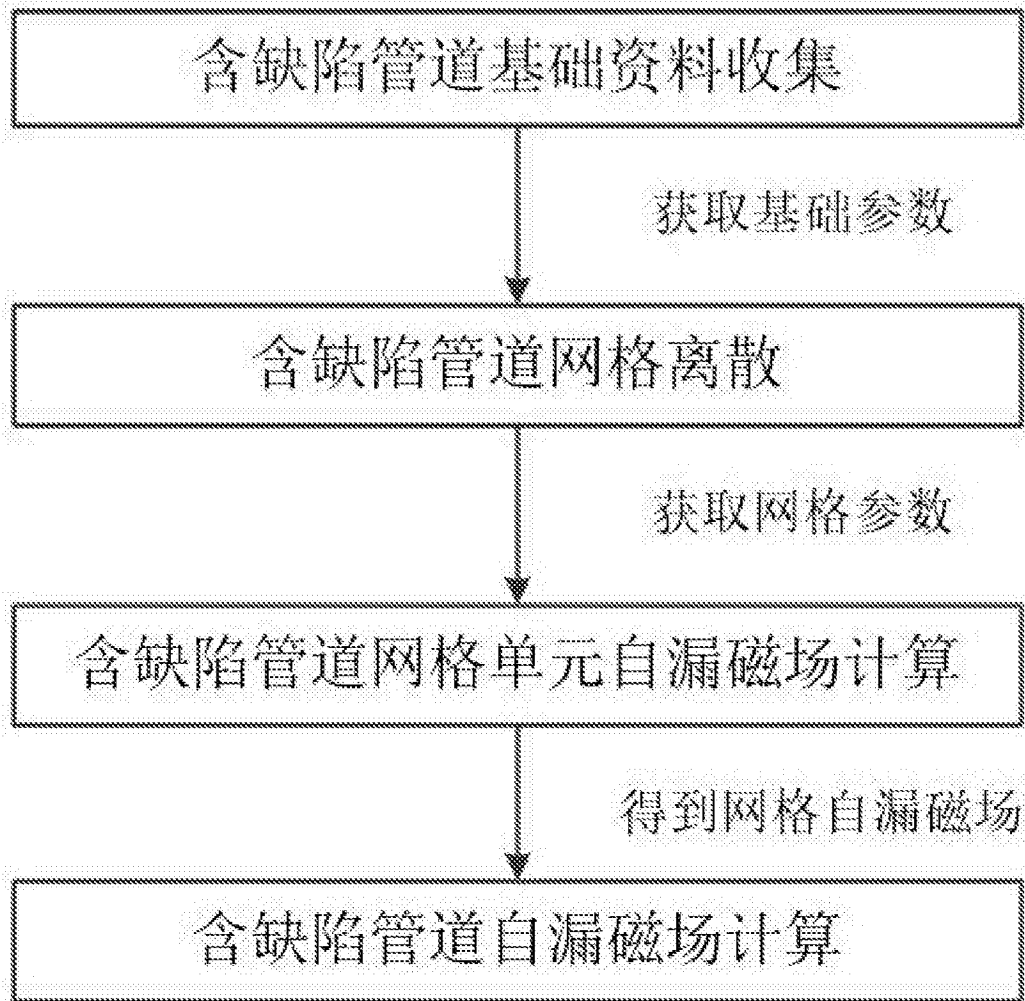 含缺陷管道基础资料收集
获取基础参数
含缺陷管道网格离散
获取网格参数
含缺陷管道网格单元自漏磁场计算
得到网格自漏磁场
含缺陷管道自漏磁场计算